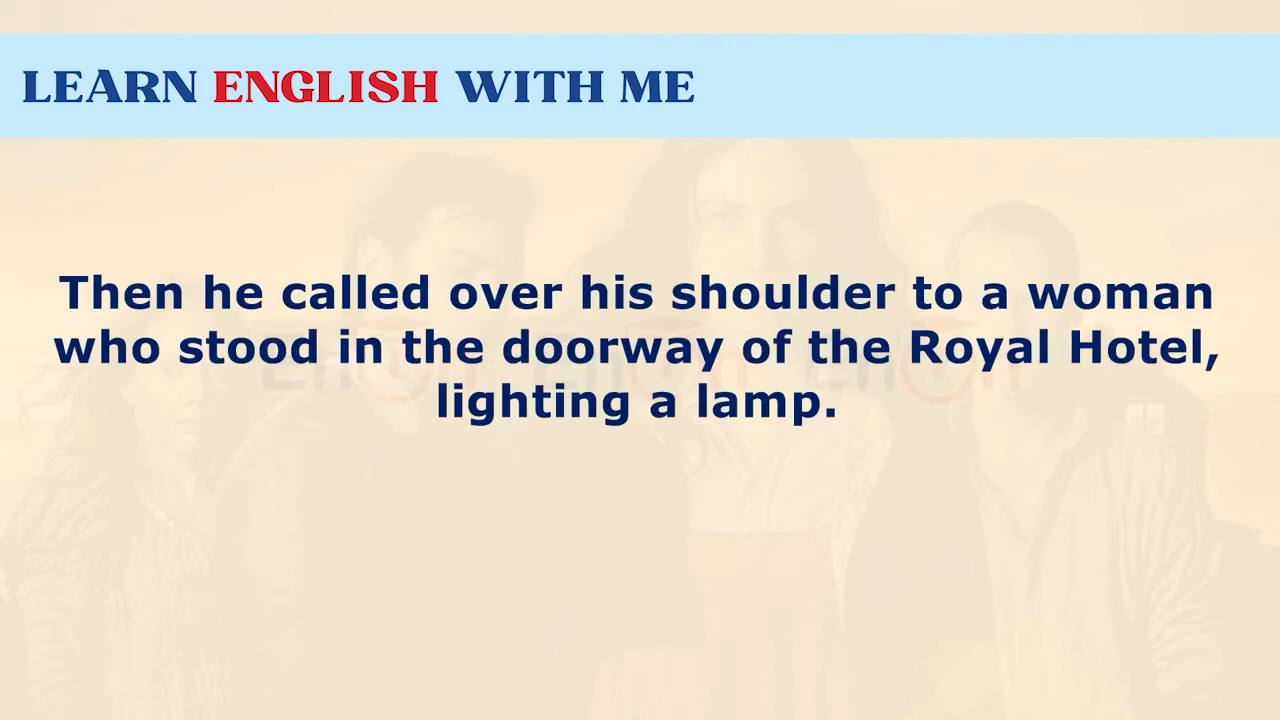 LEARN ENGLISH WITH ME
Then he called over his shoulder to a woman
who stood in the doorway of the Royal Hotel,
lighting a lamp.